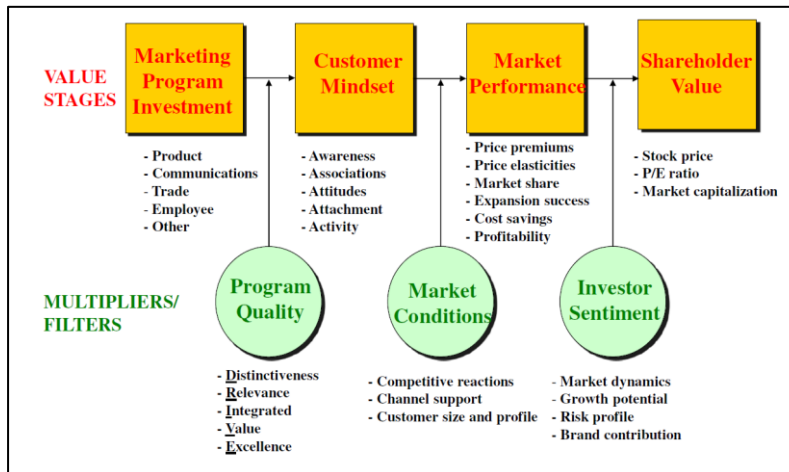 VALUE
STAGES
Marketing
Program
Investment
Customer
Mindset
Market
Performance
Shareholder
Value
- Product
- Communications
- Trade
- Employee
- Other
- Awareness
- Associations
- Attitudes
- Attachment
- Activity
- Price premiums
- Price elasticities
- Market share
- Expansion success
- Cost savings
- Profitability
- Stock price
- P/E ratio
- Market capitalization
MULTIPLIERS/
FILTERS
Program
Quality
Market
Conditions
Investor
Sentiment
- Distinctiveness
- Relevance
- Integrated
- Value
- Excellence
- Competitive reactions
- Channel support
- Customer size and profile
- Market dynamics
- Growth potential
- Risk profile
- Brand contribution